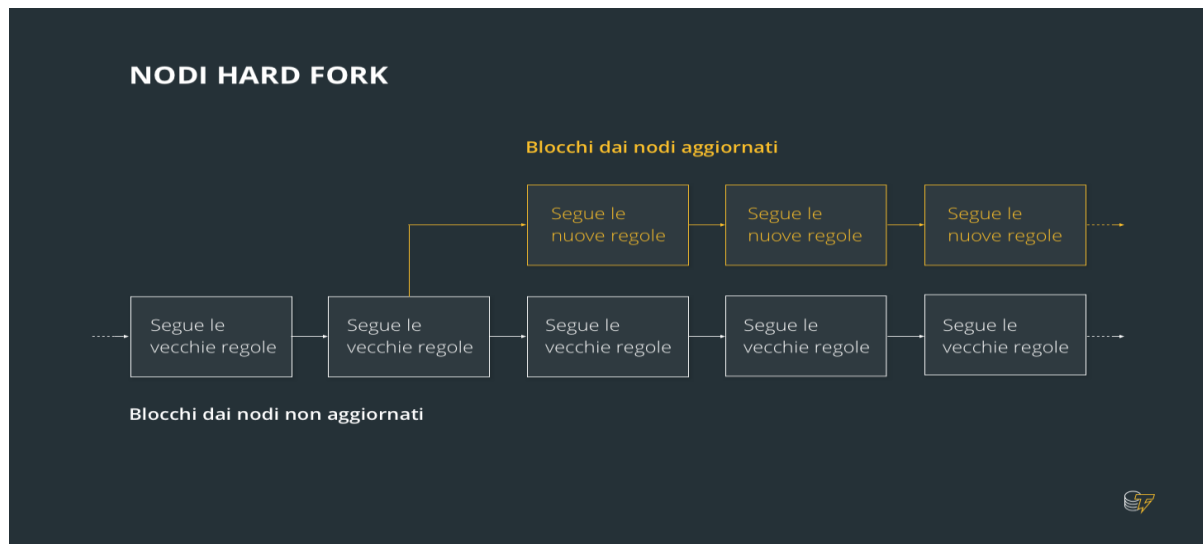 NODI HARD FORK
Blocchi dai nodi aggiornati
Segue le
nuove regole
Segue le
nuove regole
Segue le
nuove regole
Segue le
vecchie regole
Segue le
vecchie regole
Segue le
vecchie regole
Segue le
vecchie regole
Segue le
vecchie regole
Blocchi dai nodi non aggiornati